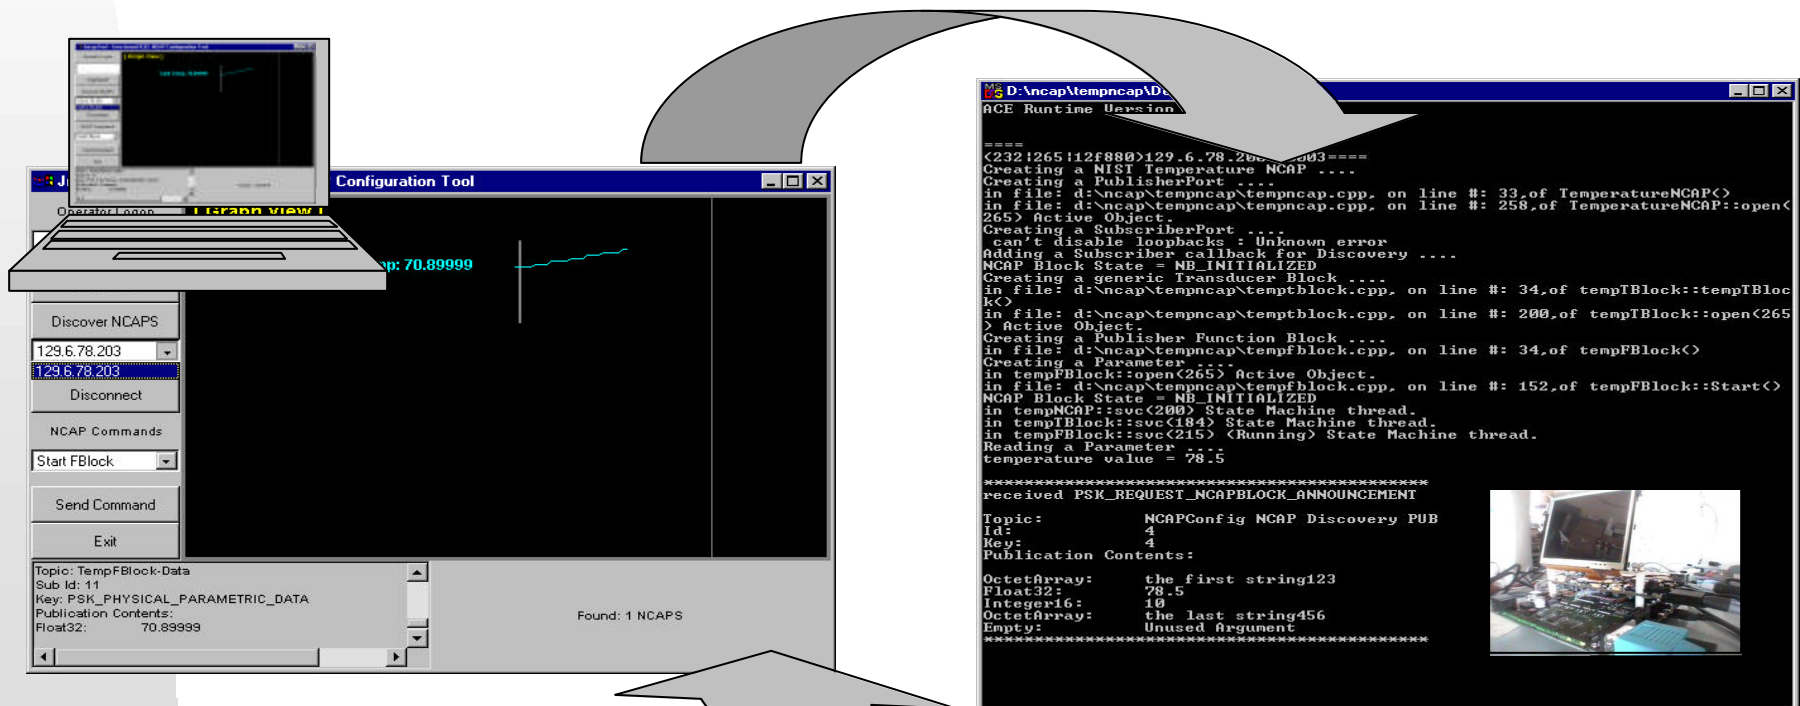 Configuration Tool
Operator Logon
[ Graph View ]
70.89999
Discover NCAPS
129.6.78.203
129.6.78.203
Disconnect
NCAP Commands
Start FBlock
Send Command
Exit
Topic: TempFBlock-Data
Sub Id: 11
Key: PSK_PHYSICAL_PARAMETRIC_DATA
Publication Contents:
Float32: 70.89999
Found: 1 NCAPS
D:\ncap\tempncap\
ACE Runtime Version
====
(232|265|12f880)129.6.78.
Creating a NIST Temperature NCAP ....
Creating a PublisherPort ....
in file: d:\ncap\tempncap\tempncap.cpp, on line #: 33,of TemperatureNCAP()
in file: d:\ncap\tempncap\tempncap.cpp, on line #: 258,of TemperatureNCAP::open(
265) Active Object.
Creating a SubscriberPort ....
can't disable loopbacks : Unknown error
Adding a Subscriber callback for Discovery ....
NCAP Block State = NB_INITIALIZED
Creating a generic Transducer Block ....
in file: d:\ncap\tempncap\temptblock.cpp, on line #: 34,of tempTBlock::tempTBloc
k()
in file: d:\ncap\tempncap\temptblock.cpp, on line #: 200,of tempTBlock::open(265
) Active Object.
Creating a Publisher Function Block ....
in file: d:\ncap\tempncap\tempfblock.cpp, on line #: 34,of tempFBlock()
Creating a Parameter ....
in tempFBlock::open(265) Active Object.
in file: d:\ncap\tempncap\tempfblock.cpp, on line #: 152,of tempFBlock::Start()
NCAP Block State = NB_INITIALIZED
in tempNCAP::svc(200) State Machine thread.
in tempTBlock::svc(184) State Machine thread.
in tempFBlock::svc(215) (Running) State Machine thread.
Reading a Parameter ....
temperature value = 78.5
*******************************************
received PSK_REQUEST_NCAPBLOCK_ANNOUNCEMENT
Topic: NCAPConfig NCAP Discovery PUB
Id: 4
Key: 4
Publication Contents:
OctetArray: the first string123
Float32: 78.5
Integer16: 10
OctetArray: the last string456
Empty: Unused Argument
*******************************************